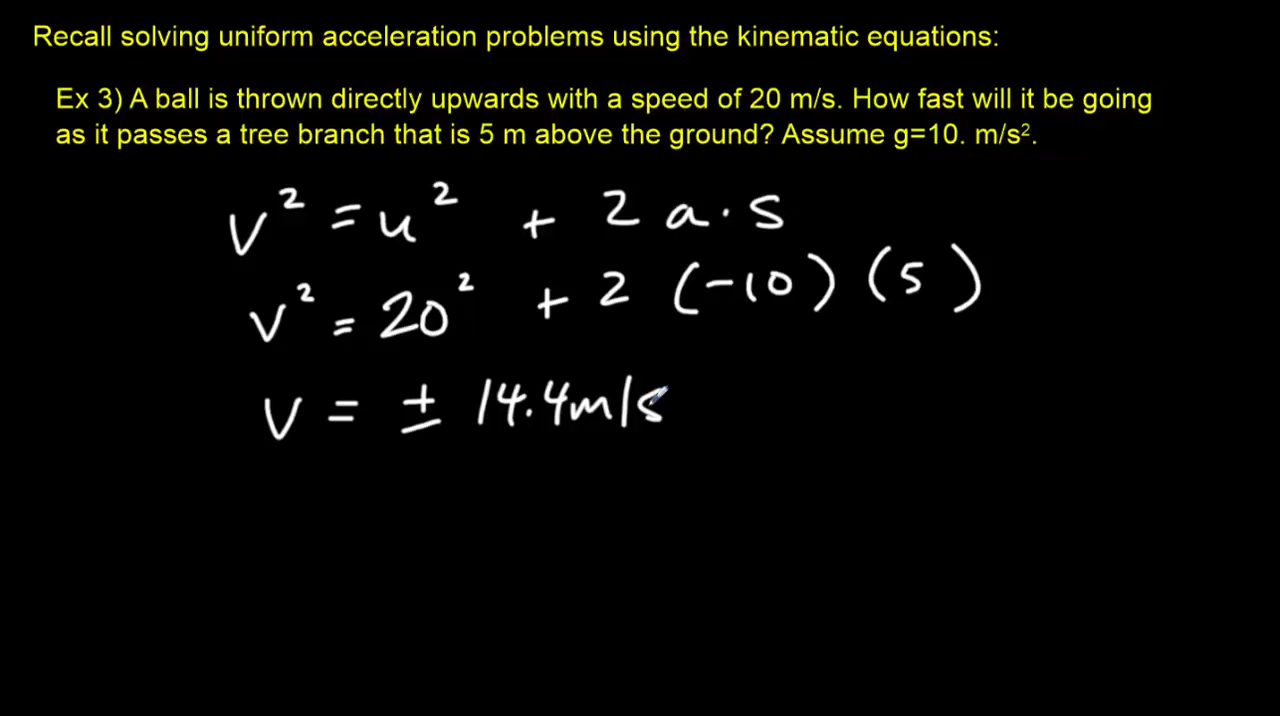 Recall solving uniform acceleration problems using the kinematic equations:
Ex 3) A ball is thrown directly upwards with a speed of 20 m/s. How fast will it be going
as it passes a tree branch that is 5 m above the ground? Assume g=10. m/s².
v² = u² + 2 a · s
v² = 20² + 2 (-10) (5)
v = ± 14.4m/s